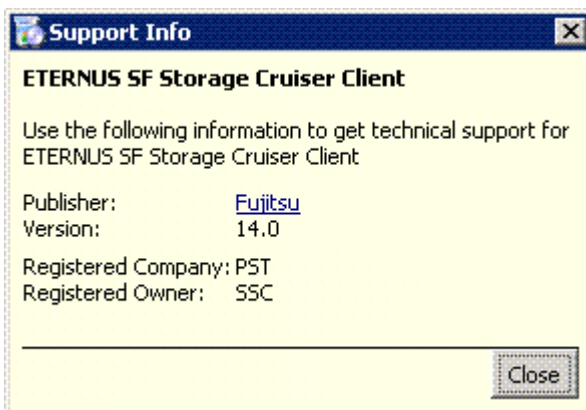 Support Info
ETERNUS SF Storage Cruiser Client
Use the following information to get technical support for
ETERNUS SF Storage Cruiser Client
Publisher: Fujitsu
Version: 14.0
Registered Company: PST
Registered Owner: SSC
Close